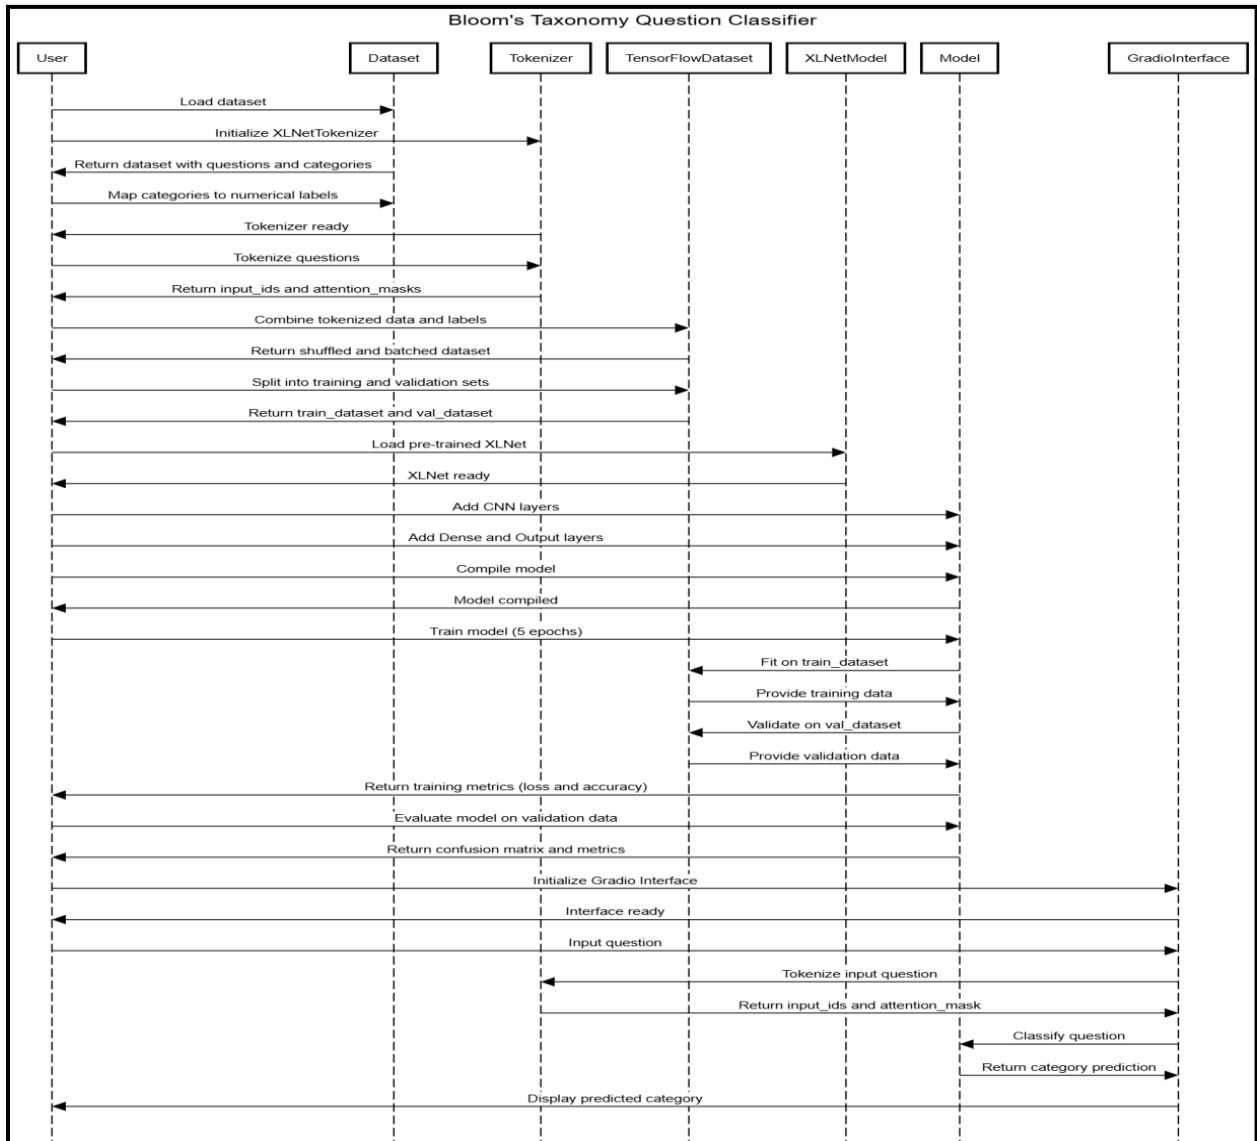 Bloom's Taxonomy Question Classifier
User
Dataset
Tokenizer
TensorFlowDataset
XLNetModel
Model
GradioInterface
Load dataset
Initialize XLNetTokenizer
Return dataset with questions and categories
Map categories to numerical labels
Tokenizer ready
Tokenize questions
Return input_ids and attention_masks
Combine tokenized data and labels
Return shuffled and batched dataset
Split into training and validation sets
Return train_dataset and val_dataset
Load pre-trained XLNet
XLNet ready
Add CNN layers
Add Dense and Output layers
Compile model
Model compiled
Train model (5 epochs)
Fit on train_dataset
Provide training data
Validate on val_dataset
Provide validation data
Return training metrics (loss and accuracy)
Evaluate model on validation data
Return confusion matrix and metrics
Initialize Gradio Interface
Interface ready
Input question
Tokenize input question
Return input_ids and attention_mask
Classify question
Return category prediction
Display predicted category